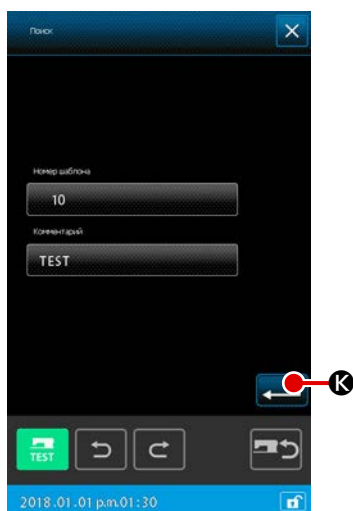 Поиск
Номер шаблона
10
Комментарий
TEST
K
TEST
2018.01.01 p.m.01:30